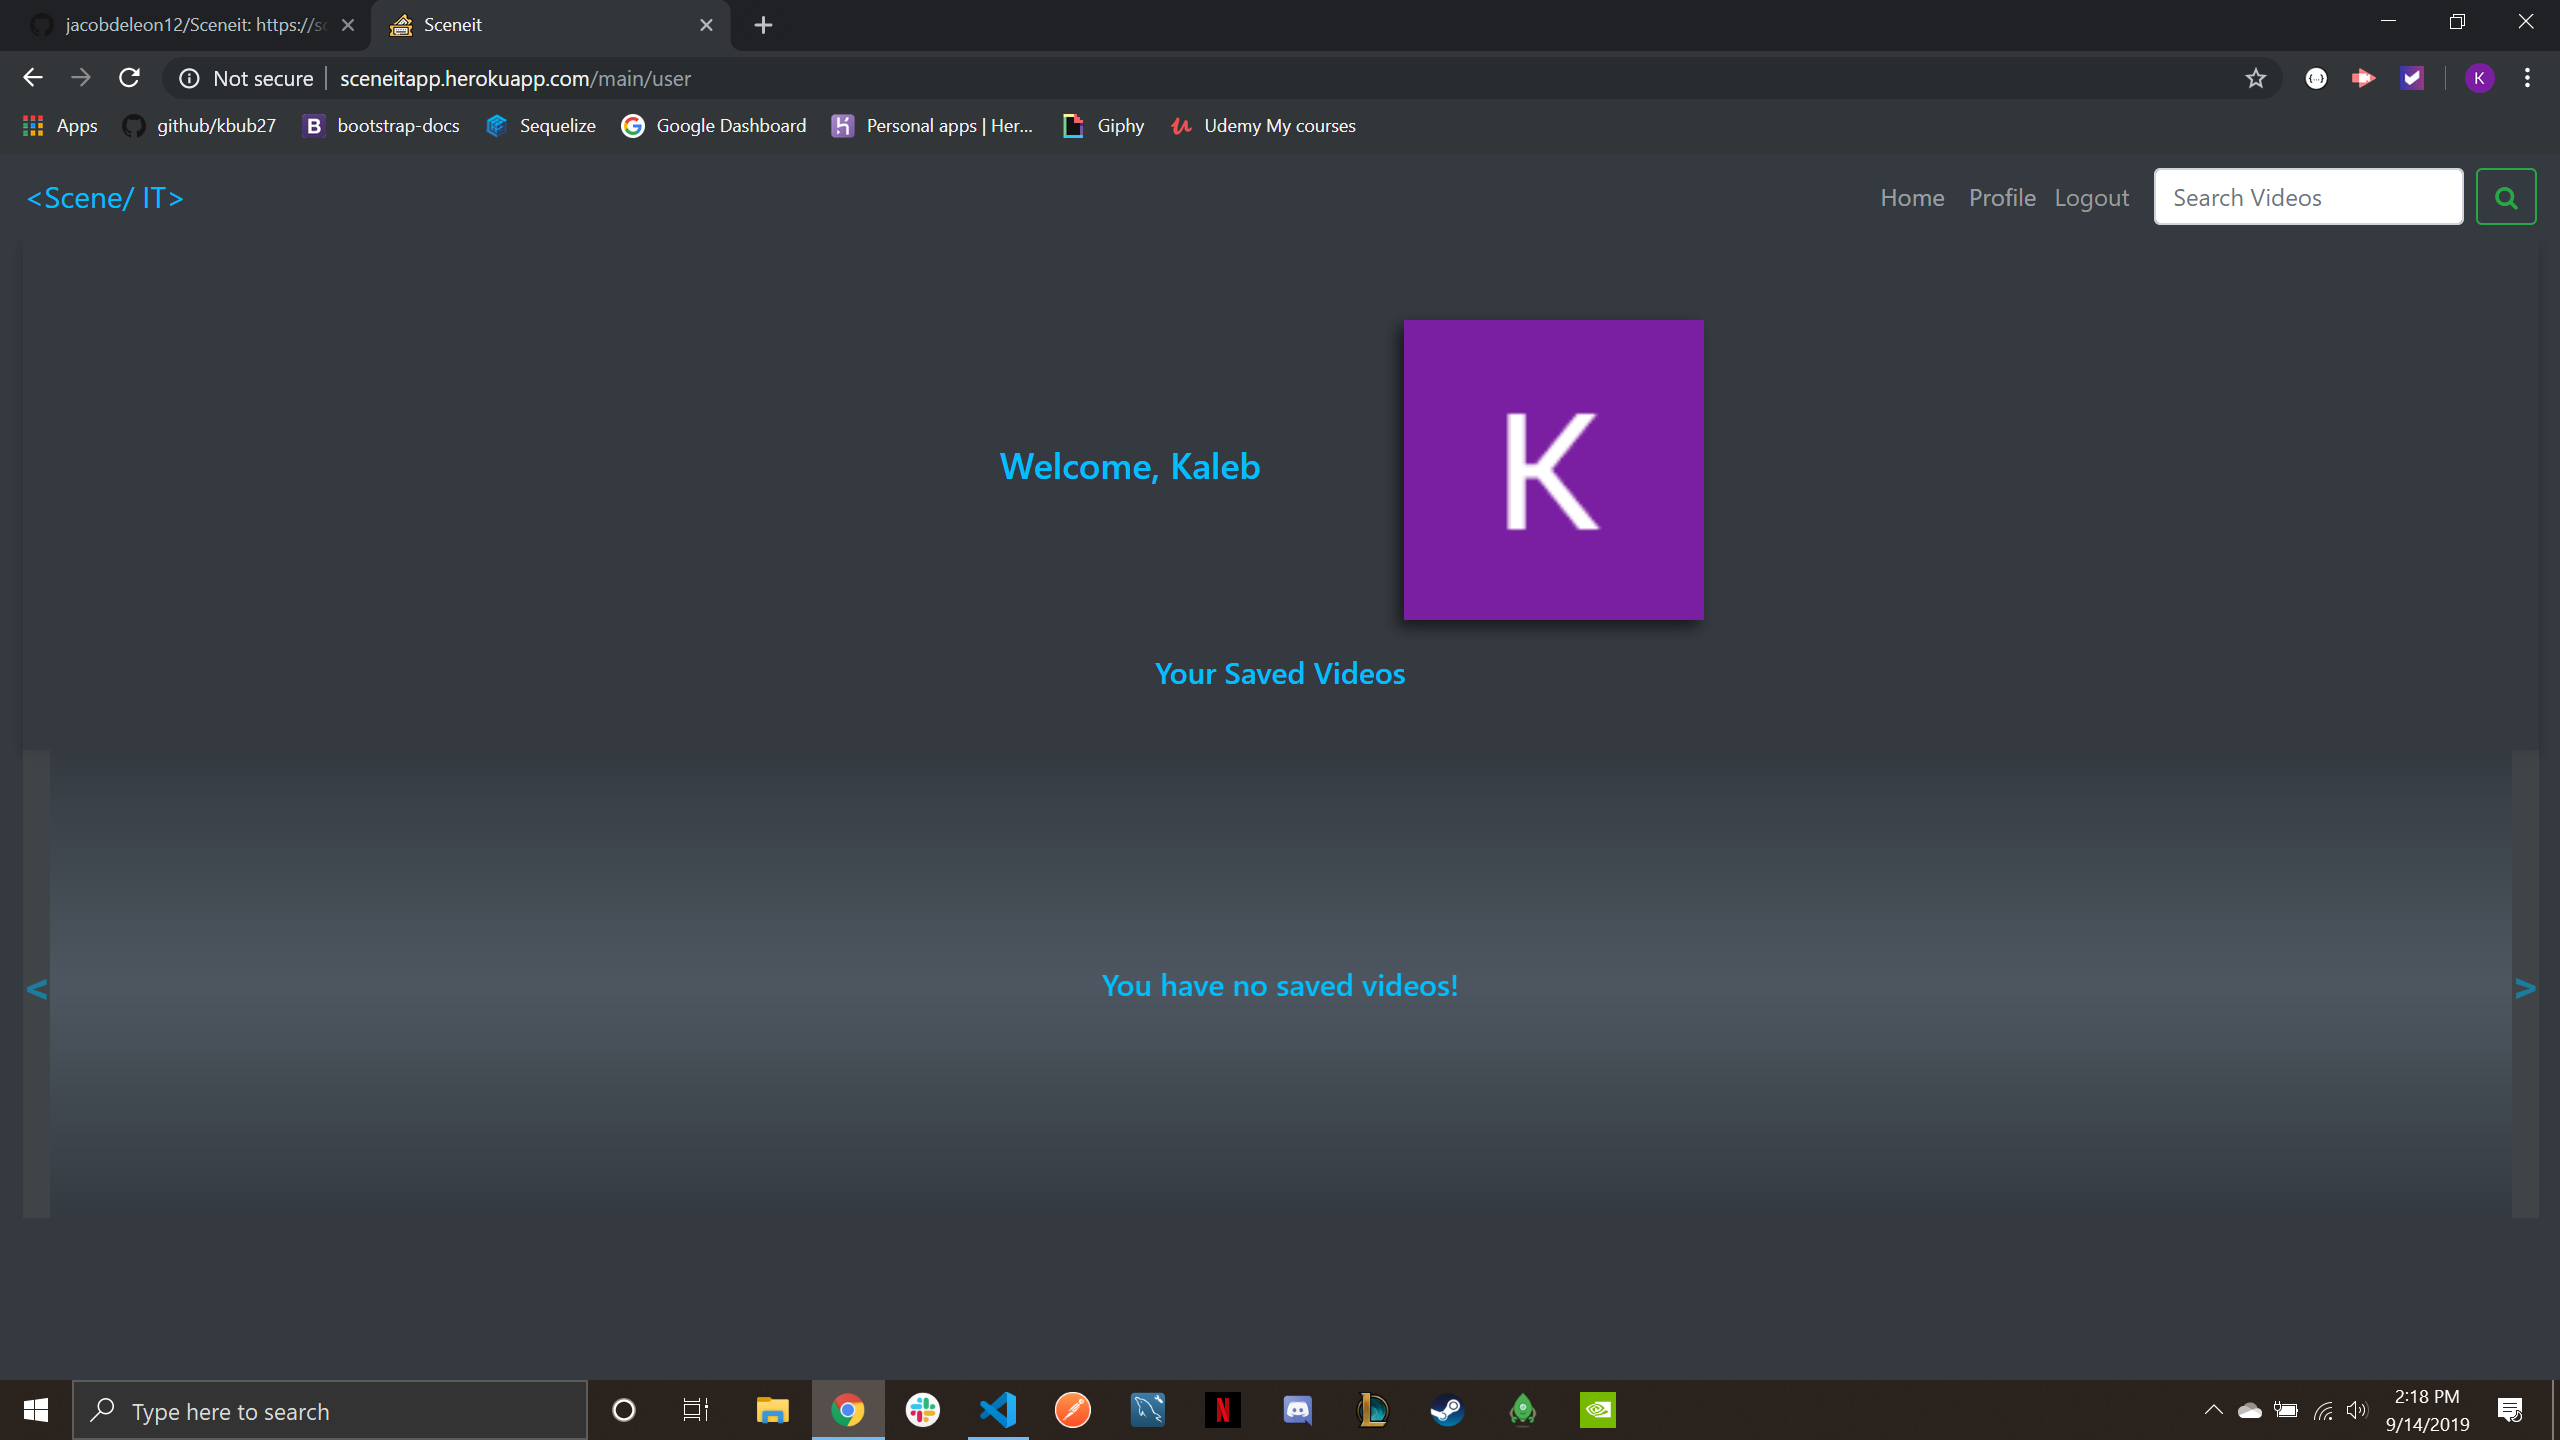 jacobdeleon12/Sceneit: https://sc
Sceneit
Not secure
sceneitapp.herokuapp.com/main/user
K
Apps
github/kbub27
B
bootstrap-docs
Sequelize
Google Dashboard
Personal apps | Her...
Giphy
Udemy My courses
<Scene/ IT>
Home
Profile
Logout
Search Videos
Welcome, Kaleb
K
Your Saved Videos
<
You have no saved videos!
>
Type here to search
2:18 PM
9/14/2019